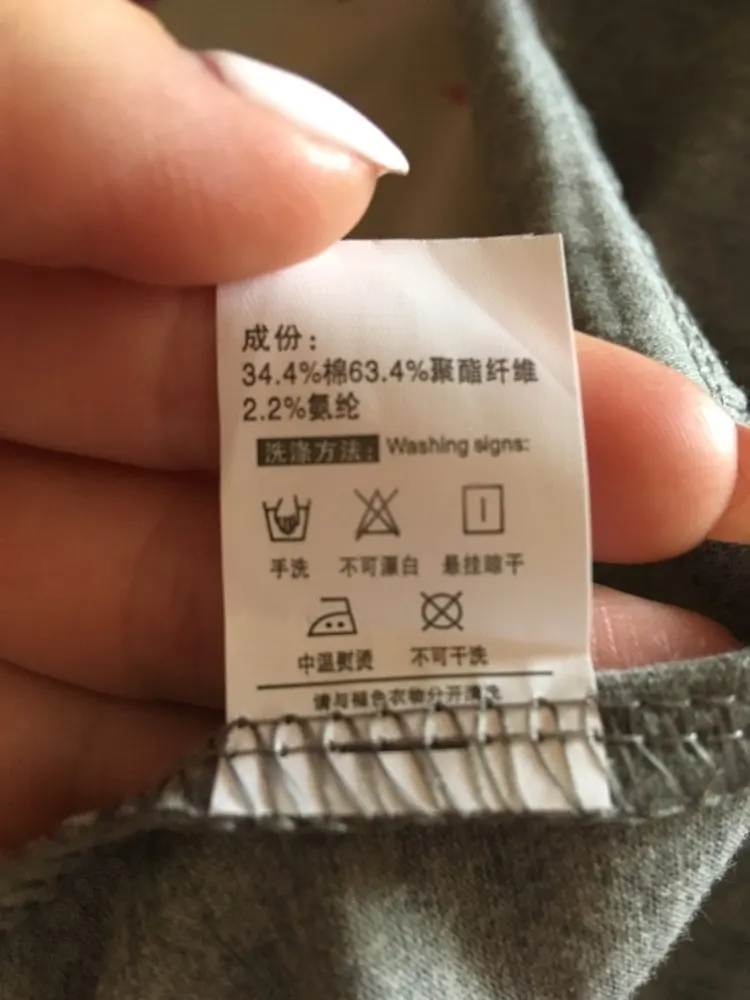 成份：
34.4%棉63.4%聚酯纤维
2.2%氨纶
洗涤方法： Washing signs:
手洗 不可漂白 悬挂晾干
中温熨烫 不可干洗
请与褪色衣物分开清洗